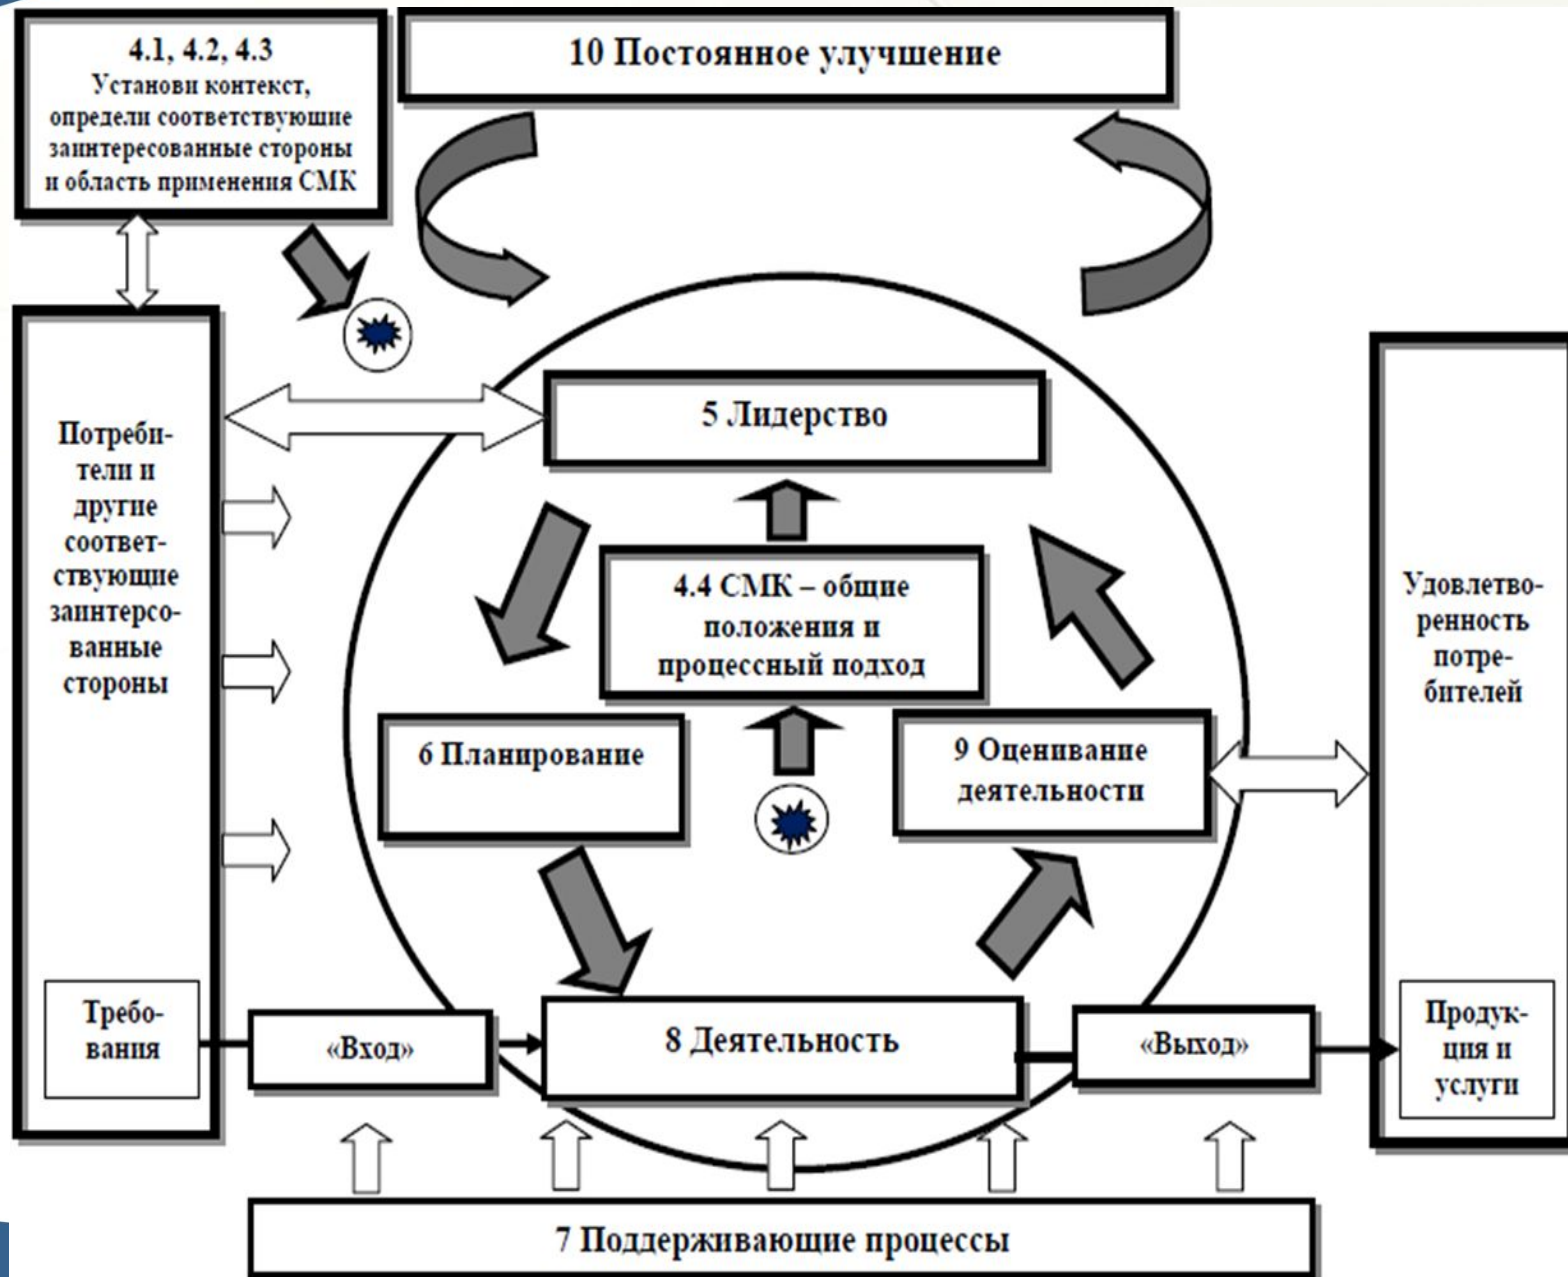 4.1, 4.2, 4.3
Установи контекст,
определи соответствующие
заинтересованные стороны
и область применения СМК
10 Постоянное улучшение
Потреби-
тели и
другие
соответ-
ствующие
заинтерсо-
ванные
стороны
5 Лидерство
4.4 СМК – общие
положения и
процессный подход
6 Планирование
9 Оценивание
деятельности
Удовлетво-
ренность
потре-
бителей
Требо-
вания
«Вход»
8 Деятельность
«Выход»
Продук-
ция и
услуги
7 Поддерживающие процессы